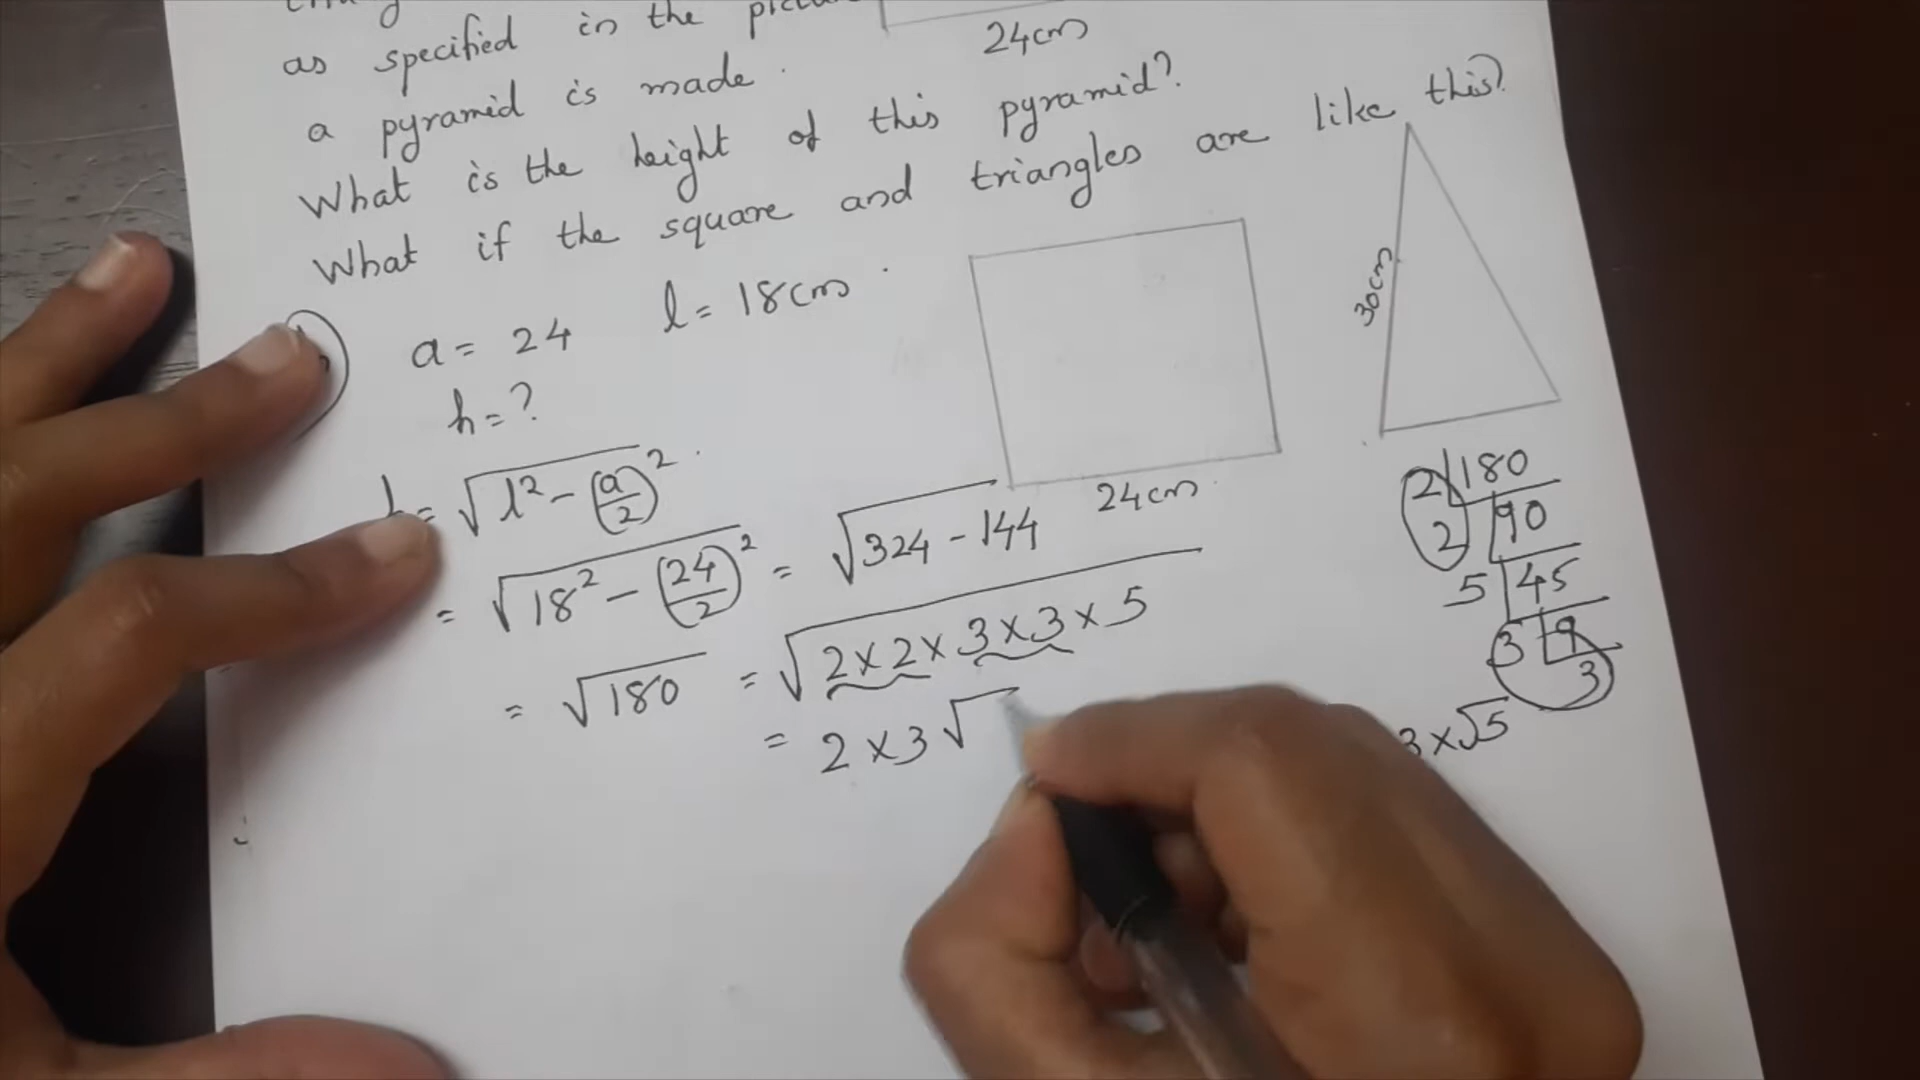 as specified in the
24cm
a pyramid is made.
What is the height of this pyramid?
What if the square and triangles are like this?
a = 24 l = 18cm
30cm
h = ?
24cm
= √l² - (a/2)²
= √18² - (24/2)² = √324 - 144
= √180 = √2×2×3×3×5
= 2×3√
2 180
2 90
5 45
3 9
3
3×√5